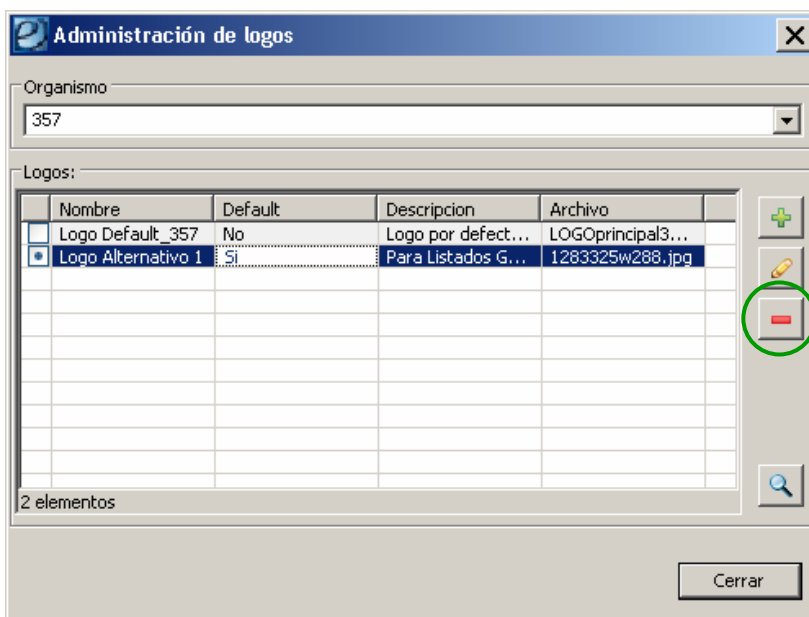 Administración de logos
Organismo
357
Logos:
Nombre Default Descripcion Archivo
Logo Default_357 No Logo por defect... LOGOprincipal3...
Logo Alternativo 1 Si Para Listados G... 1283325w288.jpg
2 elementos
Cerrar